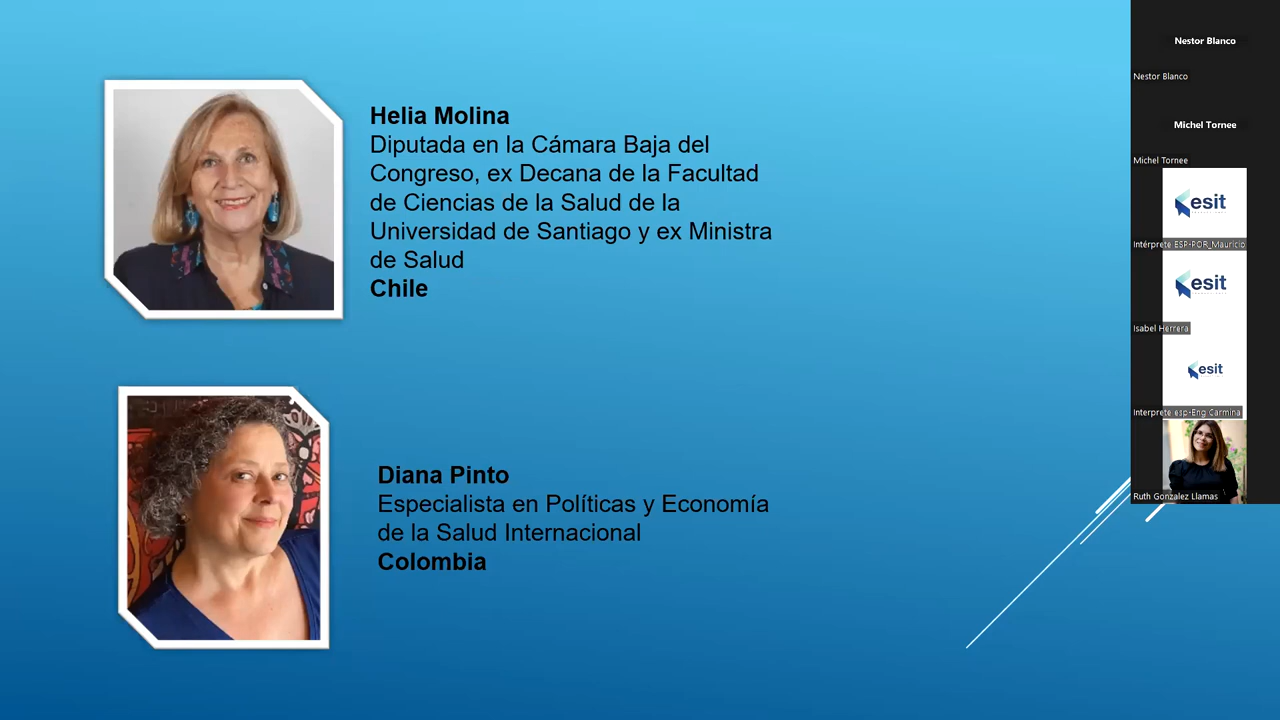 Helia Molina
Diputada en la Cámara Baja del
Congreso, ex Decana de la Facultad
de Ciencias de la Salud de la
Universidad de Santiago y ex Ministra
de Salud
Chile
Diana Pinto
Especialista en Políticas y Economía
de la Salud Internacional
Colombia
Nestor Blanco
Nestor Blanco
Michel Tornee
Michel Tornee
esit
Intérprete ESP-POR_Mauricio
esit
Isabel Herrera
esit
Interprete esp-Eng Carmina
Ruth Gonzalez Llamas